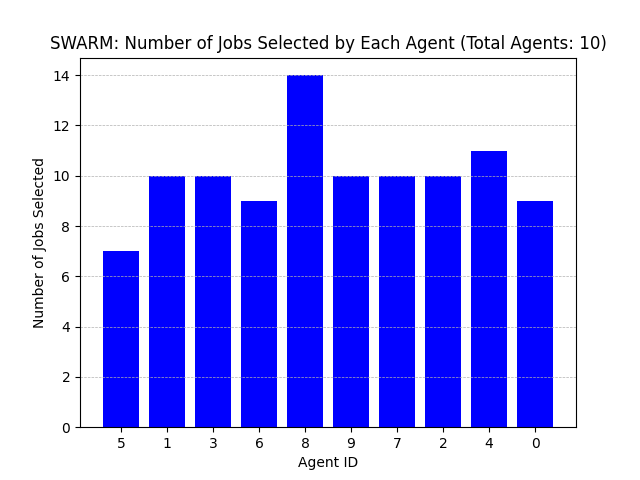 SWARM: Number of Jobs Selected by Each Agent (Total Agents: 10)
14
12
10
8
6
4
2
0
Number of Jobs Selected
5 1 3 6 8 9 7 2 4 0
Agent ID